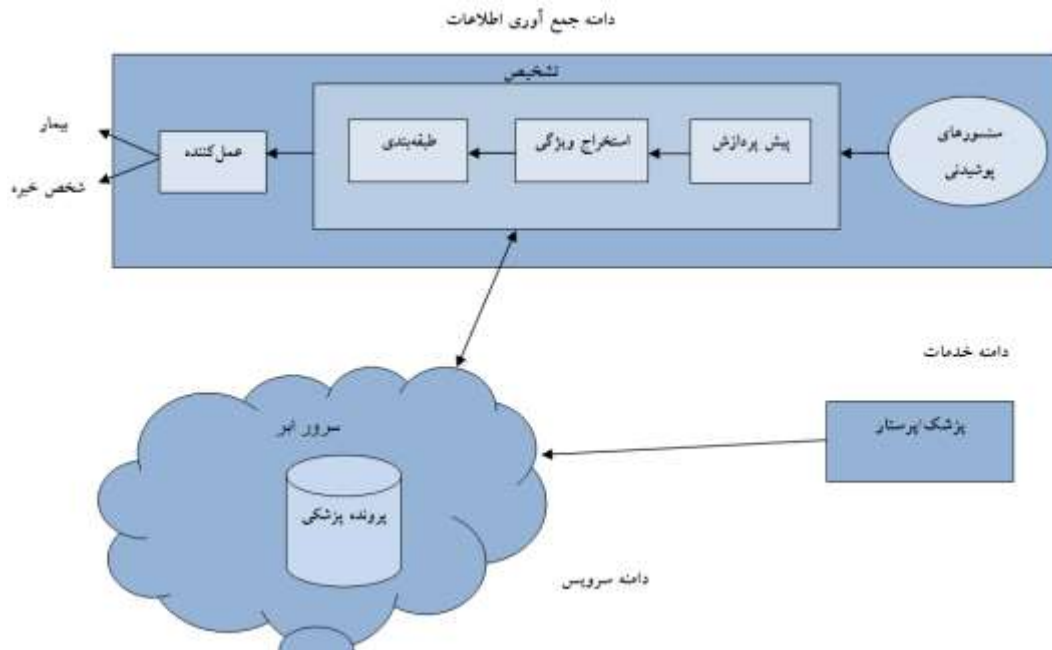 دامنه جمع آوری اطلاعات
تشخیص
سنسورهای
پوشیدنی
پیش پردازش
استخراج ویژگی
طبقه‌بندی
عمل‌کننده
بیمار
شخص خبره
دامنه خدمات
پزشک/پرستار
سرور ابر
پرونده پزشکی
دامنه سرویس